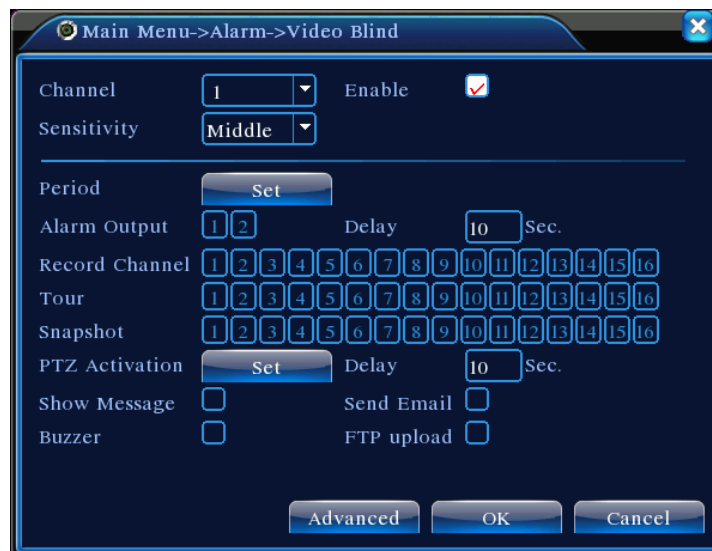 Main Menu->Alarm->Video Blind
Channel 1 Enable
Sensitivity Middle
Period Set
Alarm Output 1 2 Delay 10 Sec.
Record Channel 1 2 3 4 5 6 7 8 9 10 11 12 13 14 15 16
Tour 1 2 3 4 5 6 7 8 9 10 11 12 13 14 15 16
Snapshot 1 2 3 4 5 6 7 8 9 10 11 12 13 14 15 16
PTZ Activation Set Delay 10 Sec.
Show Message Send Email
Buzzer FTP upload
Advanced OK Cancel